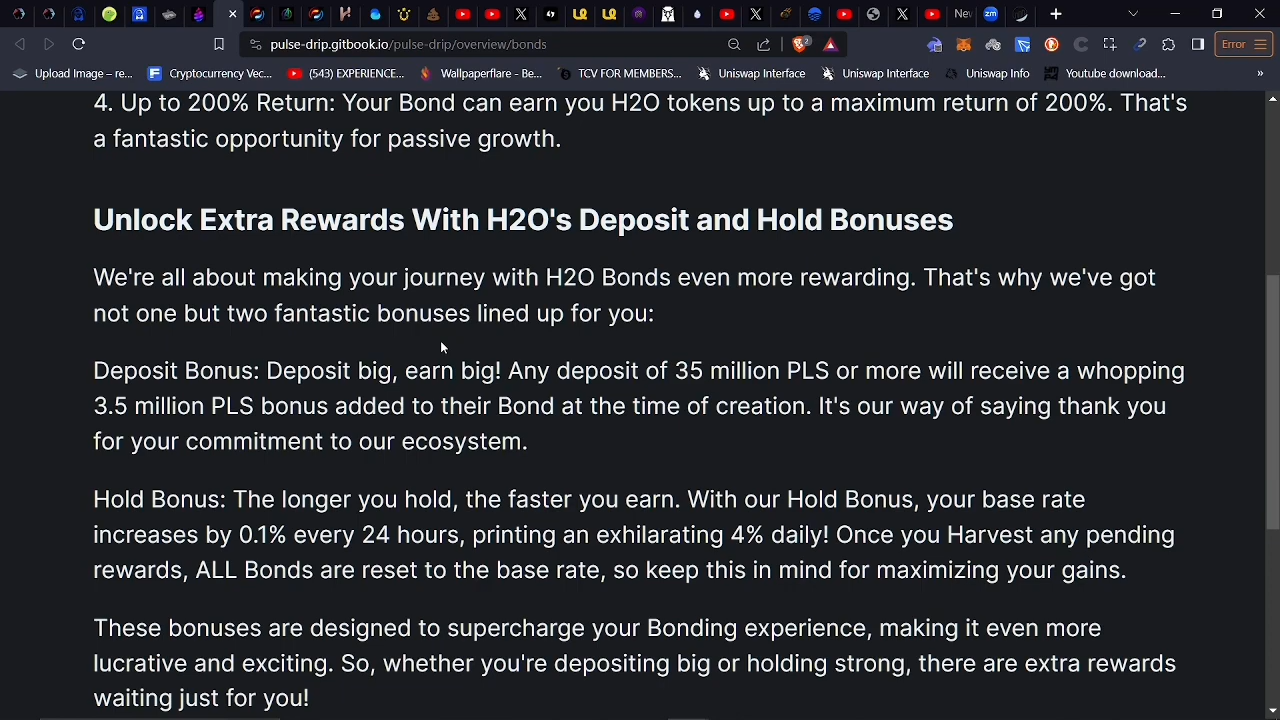 pulse-drip.gitbook.io/pulse-drip/overview/bonds
2
Error
Upload Image – re...
Cryptocurrency Vec...
(543) EXPERIENCE...
Wallpaperflare - Be...
TCV FOR MEMBERS...
Uniswap Interface
Uniswap Interface
Uniswap Info
Youtube download...
»
4. Up to 200% Return: Your Bond can earn you H2O tokens up to a maximum return of 200%. That's
a fantastic opportunity for passive growth.
Unlock Extra Rewards With H2O's Deposit and Hold Bonuses
We're all about making your journey with H2O Bonds even more rewarding. That's why we've got
not one but two fantastic bonuses lined up for you:
Deposit Bonus: Deposit big, earn big! Any deposit of 35 million PLS or more will receive a whopping
3.5 million PLS bonus added to their Bond at the time of creation. It's our way of saying thank you
for your commitment to our ecosystem.
Hold Bonus: The longer you hold, the faster you earn. With our Hold Bonus, your base rate
increases by 0.1% every 24 hours, printing an exhilarating 4% daily! Once you Harvest any pending
rewards, ALL Bonds are reset to the base rate, so keep this in mind for maximizing your gains.
These bonuses are designed to supercharge your Bonding experience, making it even more
lucrative and exciting. So, whether you're depositing big or holding strong, there are extra rewards
waiting just for you!